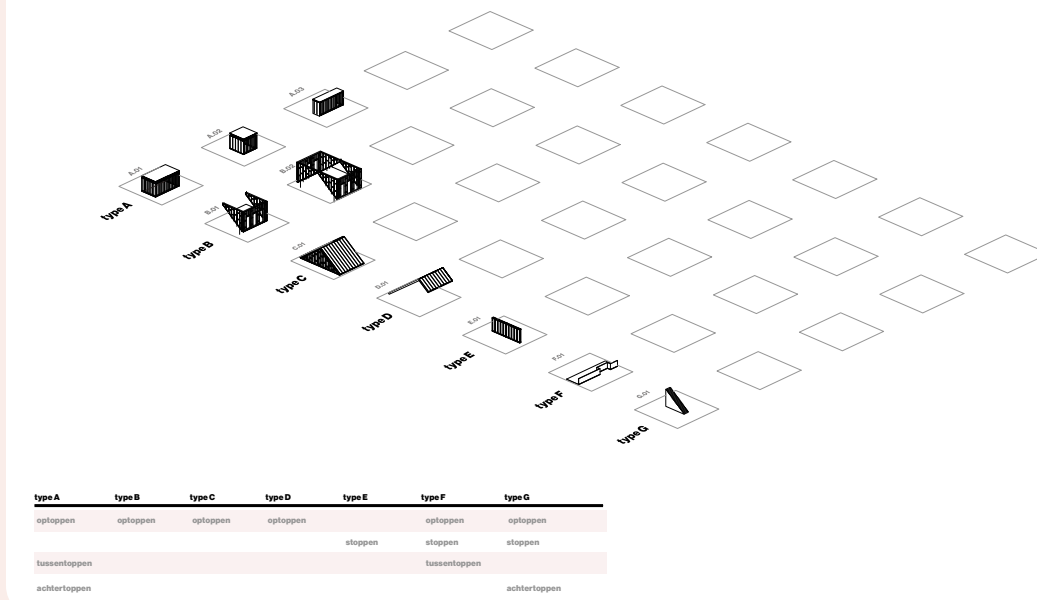 A.03
A.02
A.01
B.02
type A
B.01
type B
C.01
type C
D.01
type D
E.01
type E
F.01
type F
G.01
type G
type A type B type C type D type E type F type G
optoppen optoppen optoppen optoppen optoppen optoppen
stoppen stoppen stoppen
tussentoppen tussentoppen
achtertoppen achtertoppen